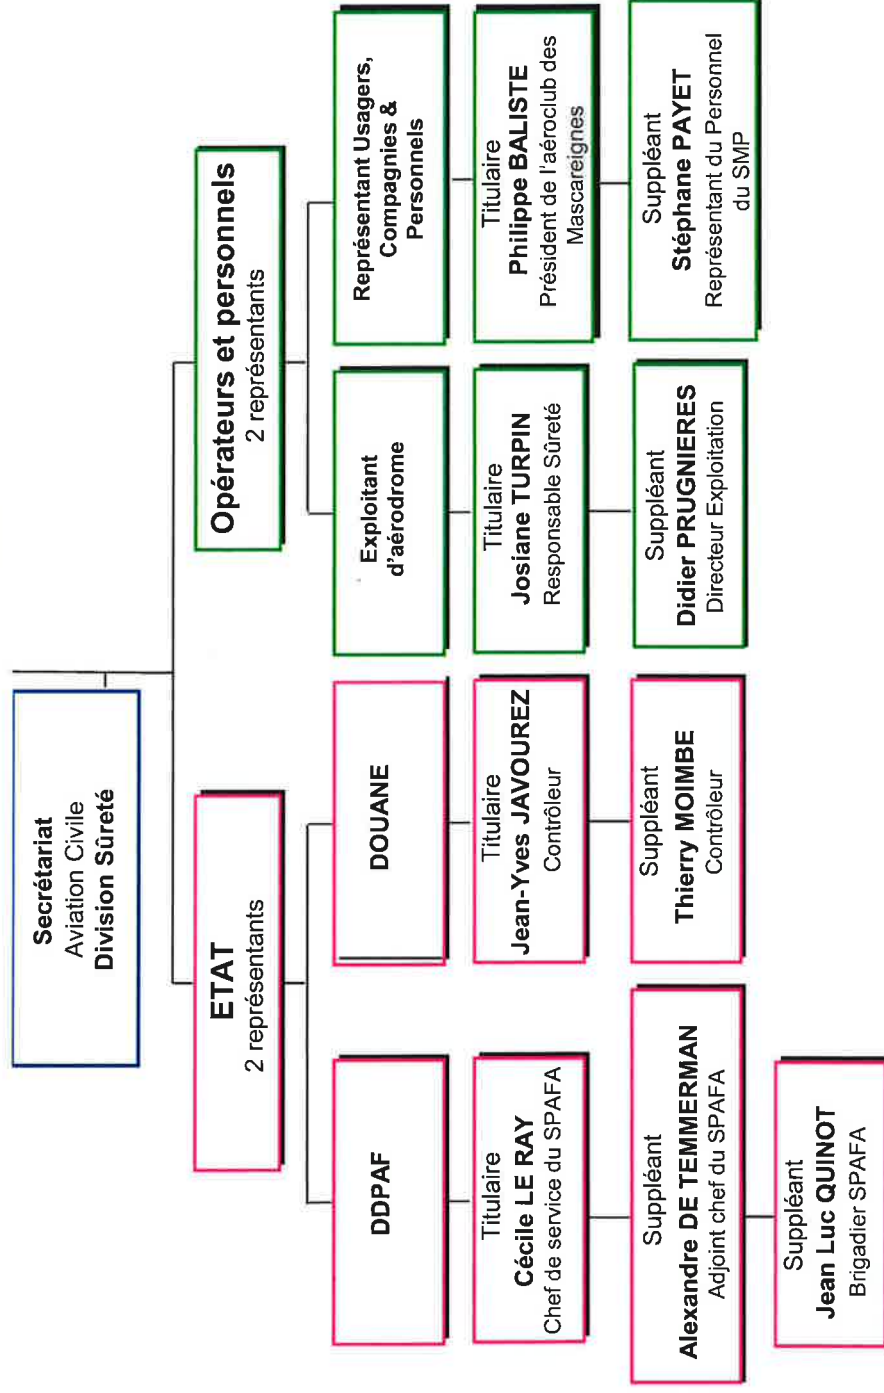 Secrétariat
Aviation Civile
Division Sûreté
ETAT
2 représentants
Opérateurs et personnels
2 représentants
DDPAF
DOUANE
Exploitant
d'aérodrome
Représentant Usagers,
Compagnies &
Personnels
Titulaire
Cécile LE RAY
Chef de service du SPAFA
Titulaire
Jean-Yves JAVOUREZ
Contrôleur
Titulaire
Josiane TURPIN
Responsable Sûreté
Titulaire
Philippe BALISTE
Président de l'aéroclub des
Mascareignes
Suppléant
Alexandre DE TEMMERMAN
Adjoint chef du SPAFA
Suppléant
Thierry MOIMBE
Contrôleur
Suppléant
Didier PRUGNIERES
Directeur Exploitation
Suppléant
Stéphane PAYET
Représentant du Personnel
du SMP
Suppléant
Jean Luc QUINOT
Brigadier SPAFA